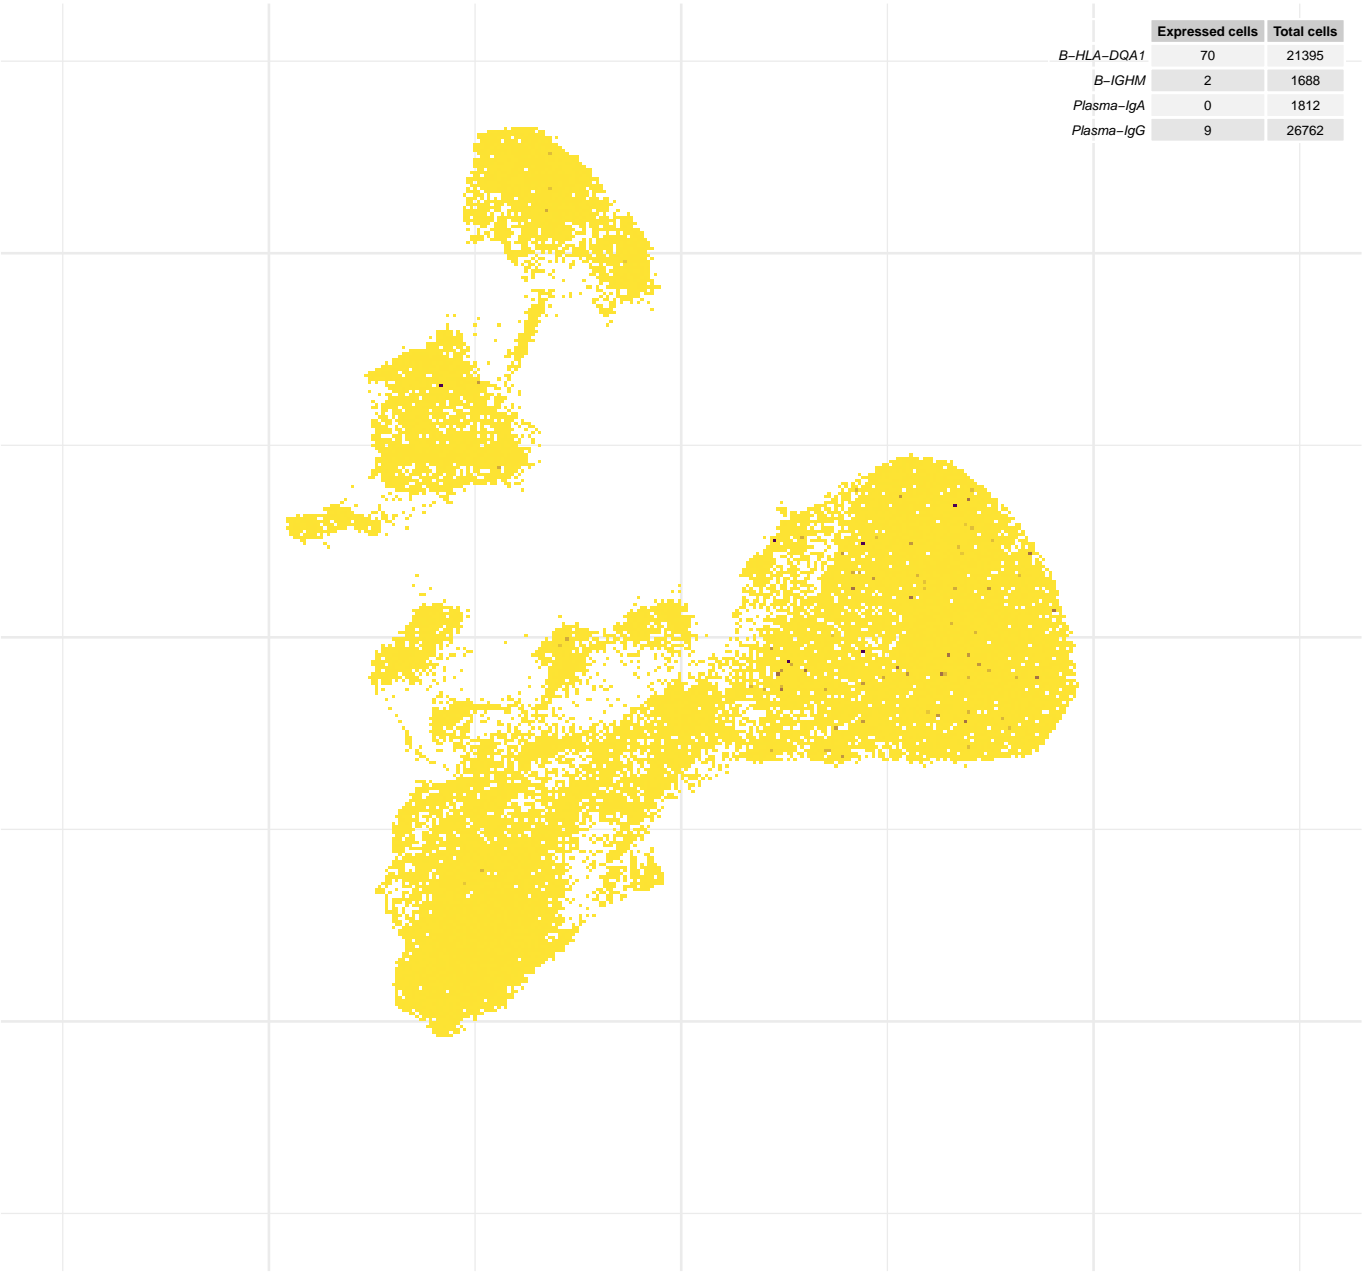 Expressed cells Total cells
B−HLA−DQA1 70 21395
B−IGHM 2 1688
Plasma−IgA 0 1812
Plasma−IgG 9 26762